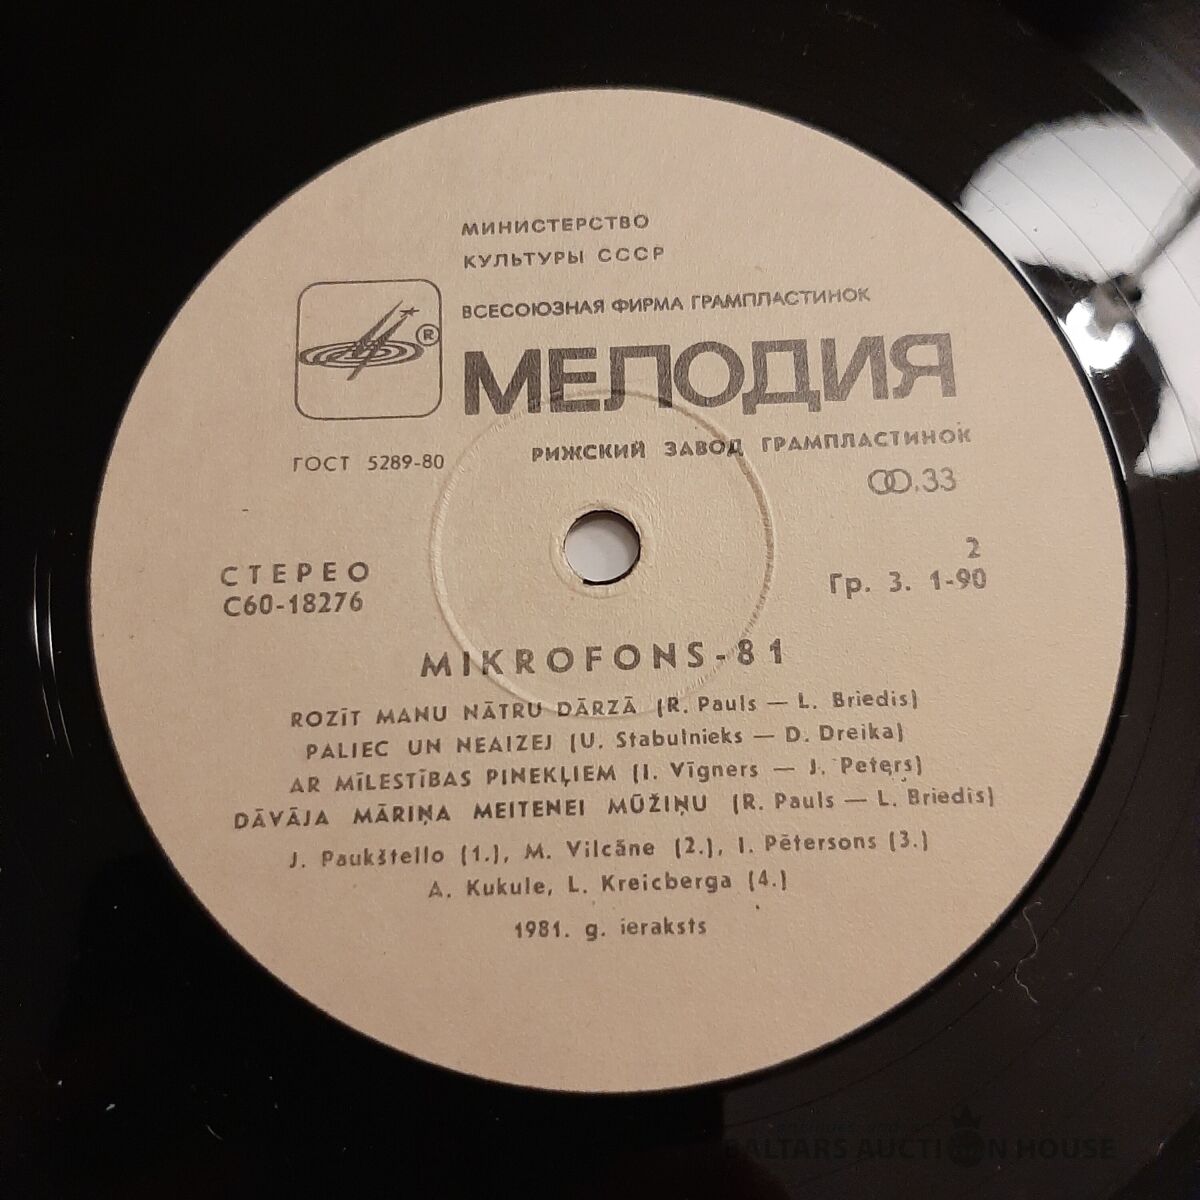 МИНИСТЕРСТВО
КУЛЬТУРЫ СССР
ВСЕСОЮЗНАЯ ФИРМА ГРАМПЛАСТИНОК
®
МЕЛОДИЯ
РИЖСКИЙ ЗАВОД ГРАМПЛАСТИНОК
ГОСТ 5289-80
33
СТЕРЕО
С60-18276
2
Гр. 3. 1-90
MIKROFONS-81
ROZĪT MANU NĀTRU DĀRZĀ (R. Pauls — L. Briedis)
PALIEC UN NEAIZEJ (U. Stabulnieks — D. Dreika)
AR MĪLESTĪBAS PINEKĻIEM (I. Vīgners — J. Peters)
DĀVĀJA MĀRIŅA MEITENEI MŪŽIŅU (R. Pauls — L. Briedis)
J. Paukštello (1.), M. Vilcāne (2.), I. Pētersons (3.)
A. Kukule, L. Kreicberga (4.)
1981. g. ieraksts
BALTARS AUCTION HOUSE